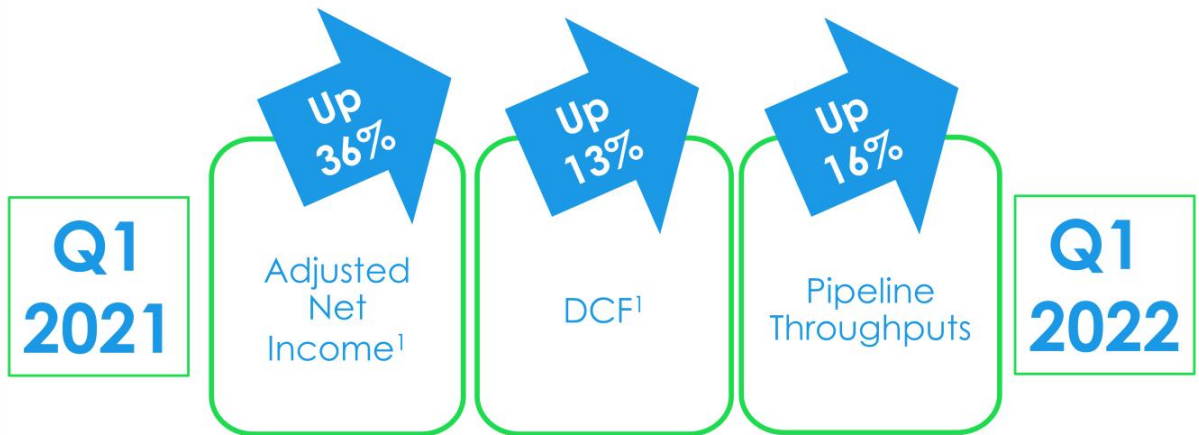 Q1
2021
Up
36%
Adjusted
Net
Income¹
Up
13%
DCF¹
Up
16%
Pipeline
Throughputs
Q1
2022